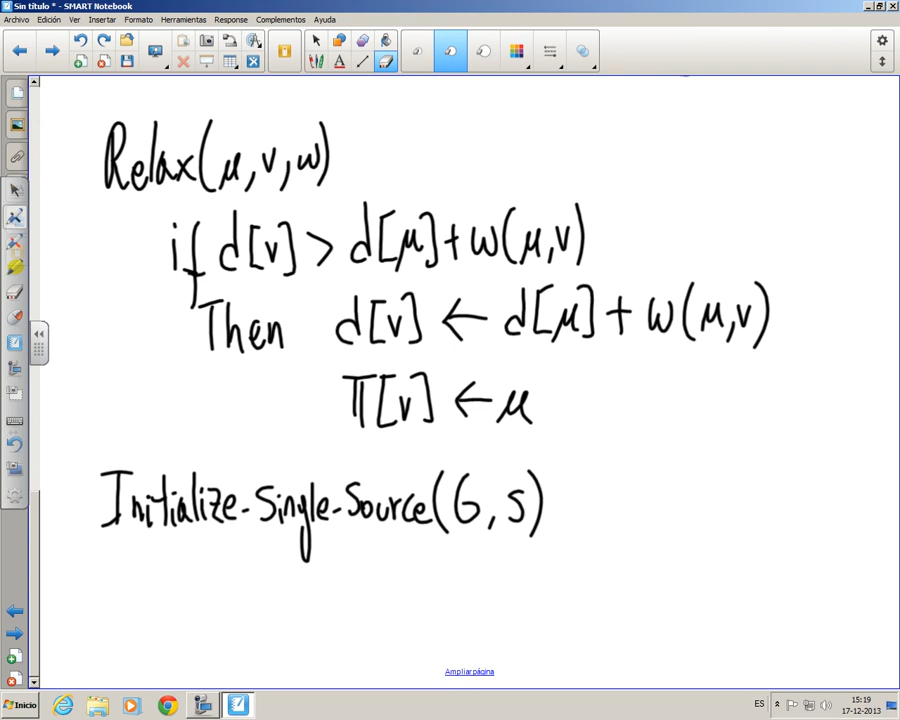 Sin título * - SMART Notebook
Archivo Edición Ver Insertar Formato Herramientas Response Complementos Ayuda
Relax(μ, v, w)
if d[v] > d[μ] + w(μ,v)
Then d[v] ← d[μ] + w(μ,v)
π[v] ← μ
Initialize-Single-Source(G, s)
Ampliar página
Inicio
ES
15:19
17-12-2013